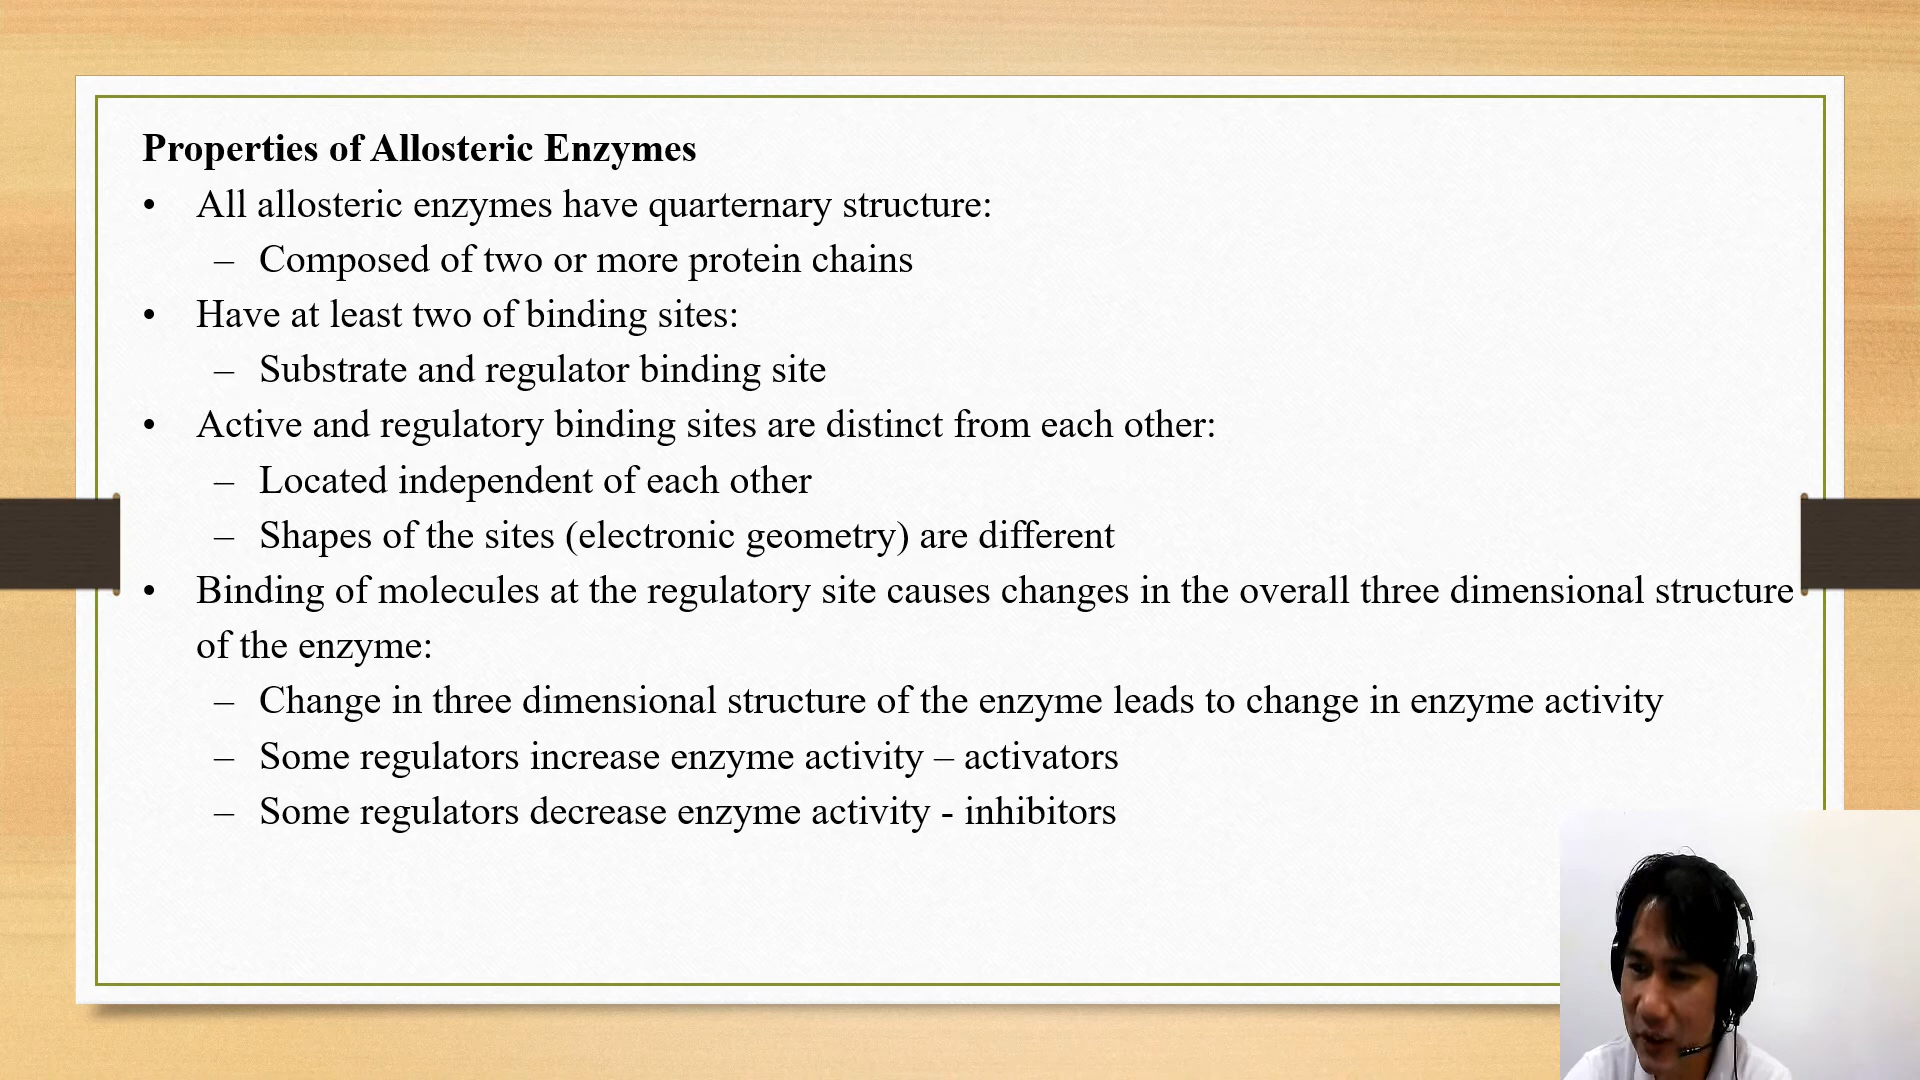 Properties of Allosteric Enzymes
• All allosteric enzymes have quarternary structure:
– Composed of two or more protein chains
• Have at least two of binding sites:
– Substrate and regulator binding site
• Active and regulatory binding sites are distinct from each other:
– Located independent of each other
– Shapes of the sites (electronic geometry) are different
• Binding of molecules at the regulatory site causes changes in the overall three dimensional structure
of the enzyme:
– Change in three dimensional structure of the enzyme leads to change in enzyme activity
– Some regulators increase enzyme activity – activators
– Some regulators decrease enzyme activity - inhibitors